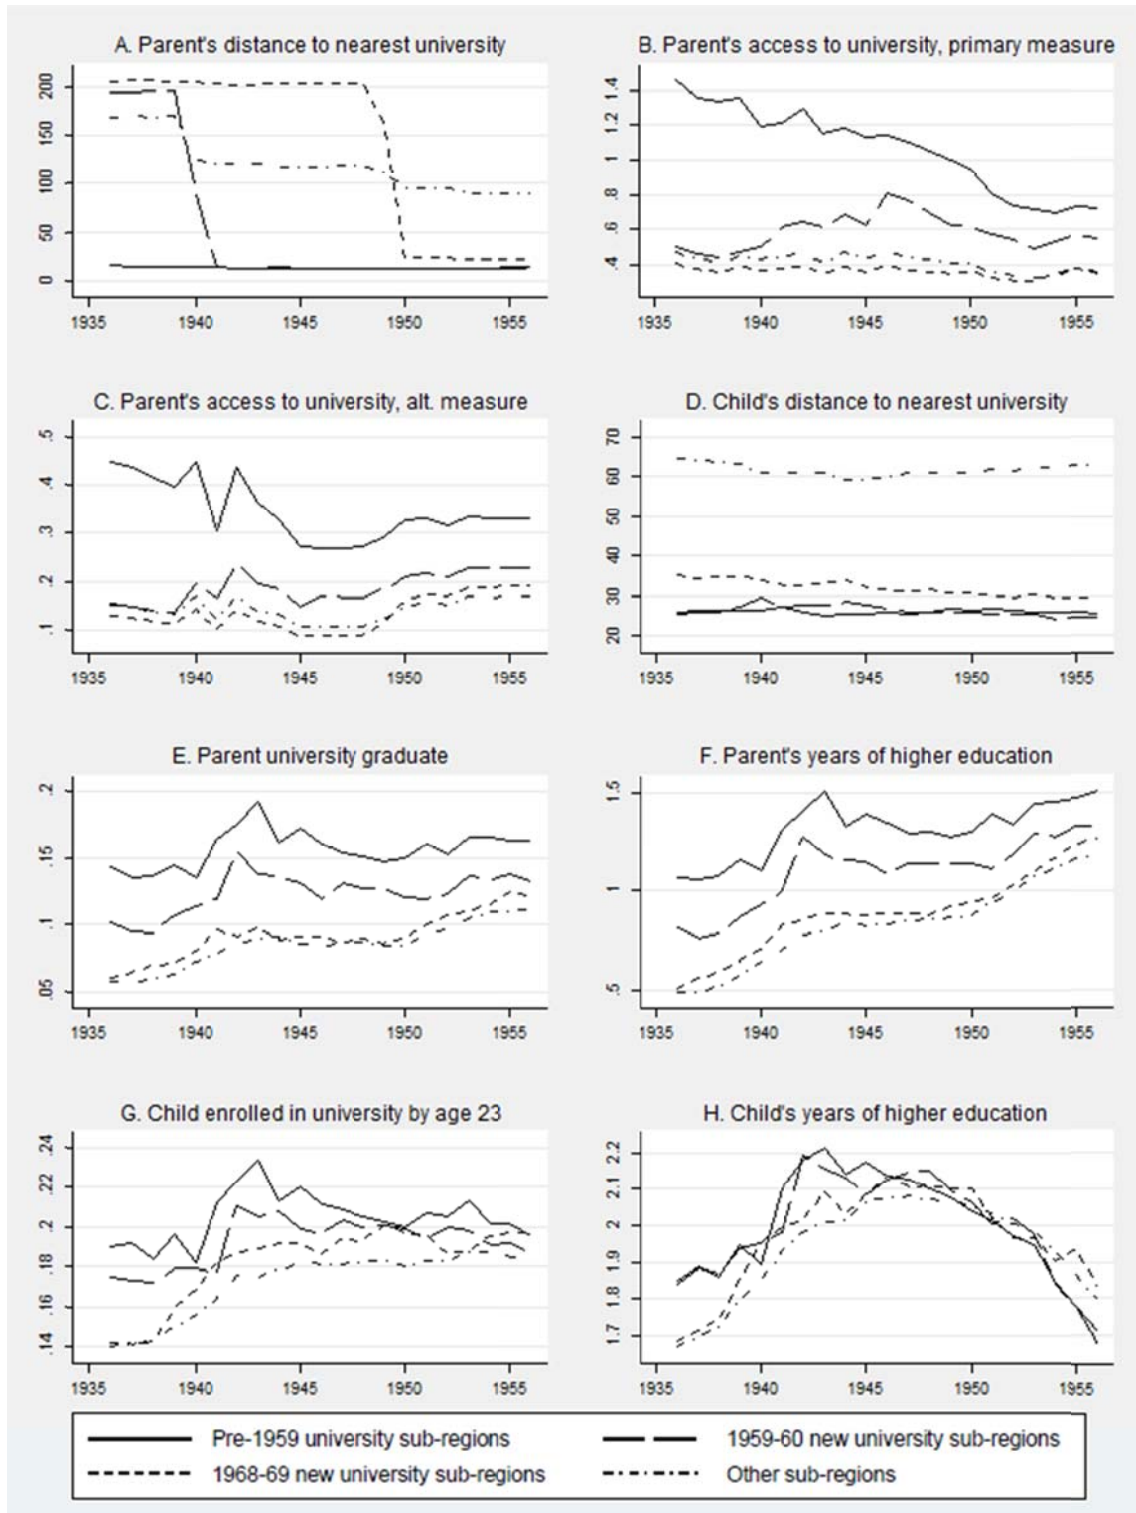 A. Parent's distance to nearest university
B. Parent's access to university, primary measure
200
150
100
50
0
1935 1940 1945 1950 1955
1.4
1.2
1
.8
.6
.4
1935 1940 1945 1950 1955
C. Parent's access to university, alt. measure
D. Child's distance to nearest university
.5
.4
.3
.2
.1
1935 1940 1945 1950 1955
70
60
50
40
30
20
1935 1940 1945 1950 1955
E. Parent university graduate
F. Parent's years of higher education
.2
.15
.1
.05
1935 1940 1945 1950 1955
1.5
1
.5
1935 1940 1945 1950 1955
G. Child enrolled in university by age 23
H. Child's years of higher education
.24
.22
.2
.18
.16
.14
1935 1940 1945 1950 1955
2.2
2.1
2
1.9
1.8
1.7
1935 1940 1945 1950 1955
Pre-1959 university sub-regions
1959-60 new university sub-regions
1968-69 new university sub-regions
Other sub-regions